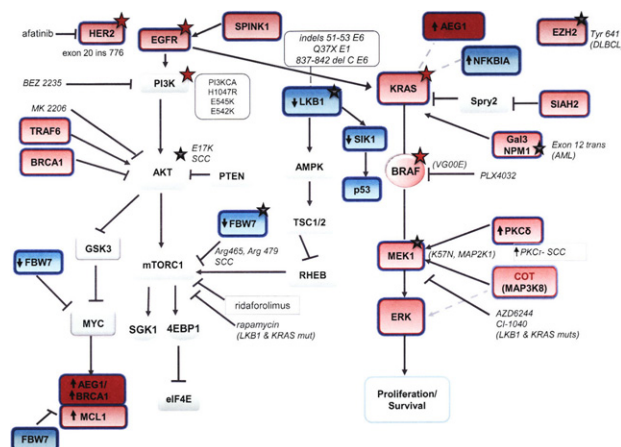 afatinib
HER2
exon 20 ins 776
EGFR
SPINK1
indels 51-53 E6
Q37X E1
837-842 del C E6
AEG1
NFKBIA
EZH2
Tyr 641
(DLBCL
BEZ 2235
PI3K
PI3KCA
H1047R
E545K
E542K
LKB1
KRAS
Spry2
SIAH2
MK 2206
TRAF6
BRCA1
E17K
SCC
AKT
PTEN
SIK1
AMPK
p53
Gal3
NPM1
Exon 12 trans
(AML)
BRAF
(VG00E)
PLX4032
FBW7
TSC1/2
Arg465, Arg 479
SCC
GSK3
FBW7
mTORC1
RHEB
MEK1
(K57N, MAP2K1)
PKCδ
PKCι- SCC
COT
(MAP3K8)
MYC
SGK1
4EBP1
ridaforolimus
rapamycin
(LKB1 & KRAS mut)
ERK
AZD6244
CI-1040
(LKB1 & KRAS muts)
AEG1/
BRCA1
MCL1
FBW7
eIF4E
Proliferation/
Survival